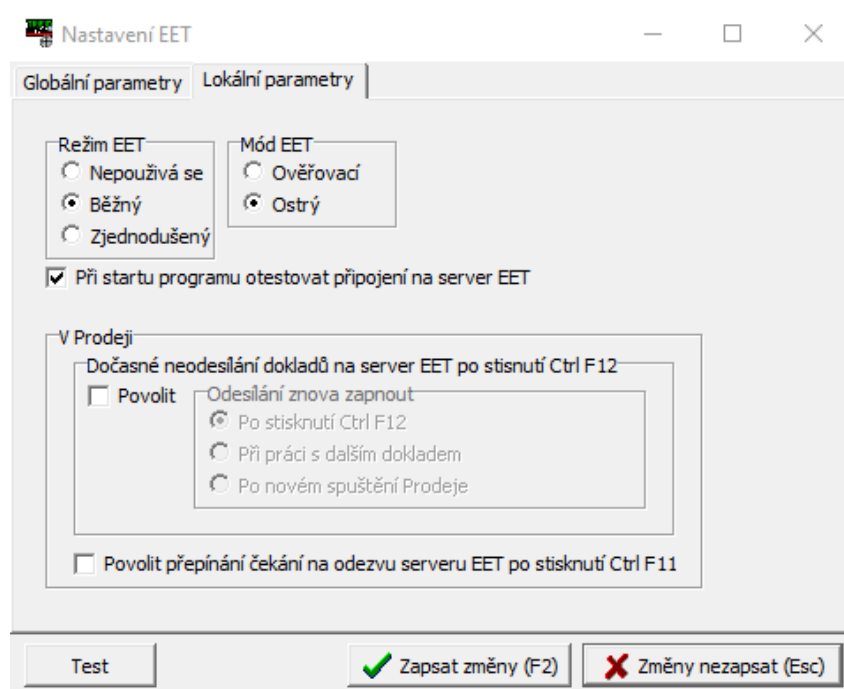 Nastavení EET
Globální parametry Lokální parametry
Režim EET Mód EET
Nepouživá se Ověřovací
Běžný Ostrý
Zjednodušený
Při startu programu otestovat připojení na server EET
V Prodeji
Dočasné neodesílání dokladů na server EET po stisnutí Ctrl F12
Povolit Odesílání znova zapnout
Po stisknutí Ctrl F12
Při práci s dalším dokladem
Po novém spuštění Prodeje
Povolit přepínání čekání na odezvu serveru EET po stisknutí Ctrl F11
Test Zapsat změny (F2) Změny nezapsat (Esc)